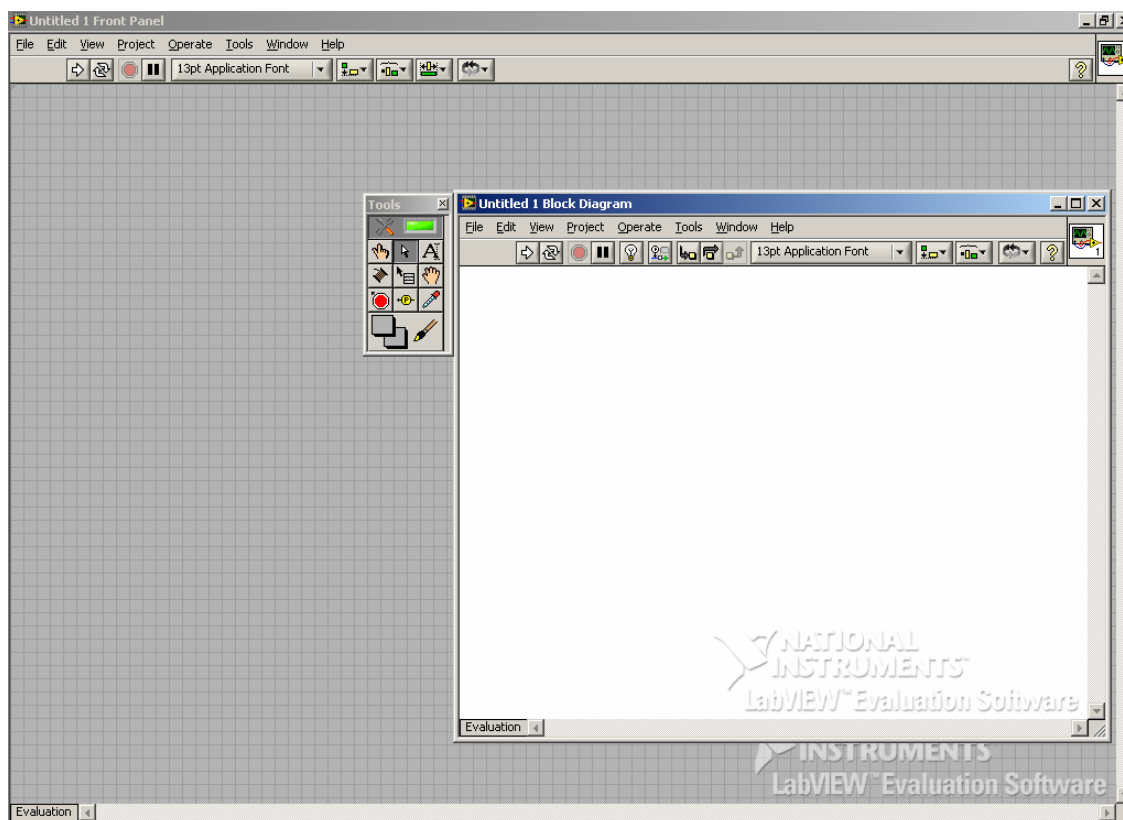 Untitled 1 Front Panel
File Edit View Project Operate Tools Window Help
13pt Application Font
Tools
Untitled 1 Block Diagram
File Edit View Project Operate Tools Window Help
13pt Application Font
1
NATIONAL
INSTRUMENTS™
LabVIEW™ Evaluation Software
Evaluation
INSTRUMENTS
LabVIEW™ Evaluation Software
Evaluation